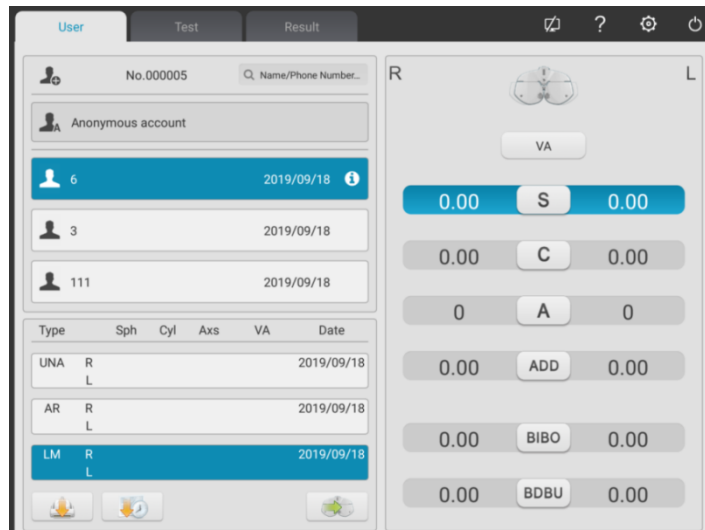 User Test Result ?
No.000005 Name/Phone Number...
A Anonymous account
6 2019/09/18 i
3 2019/09/18
111 2019/09/18
Type Sph Cyl Axs VA Date
UNA R 2019/09/18
L
AR R 2019/09/18
L
LM R 2019/09/18
L
R L
VA
0.00 S 0.00
0.00 C 0.00
0 A 0
0.00 ADD 0.00
0.00 BIBO 0.00
0.00 BDBU 0.00